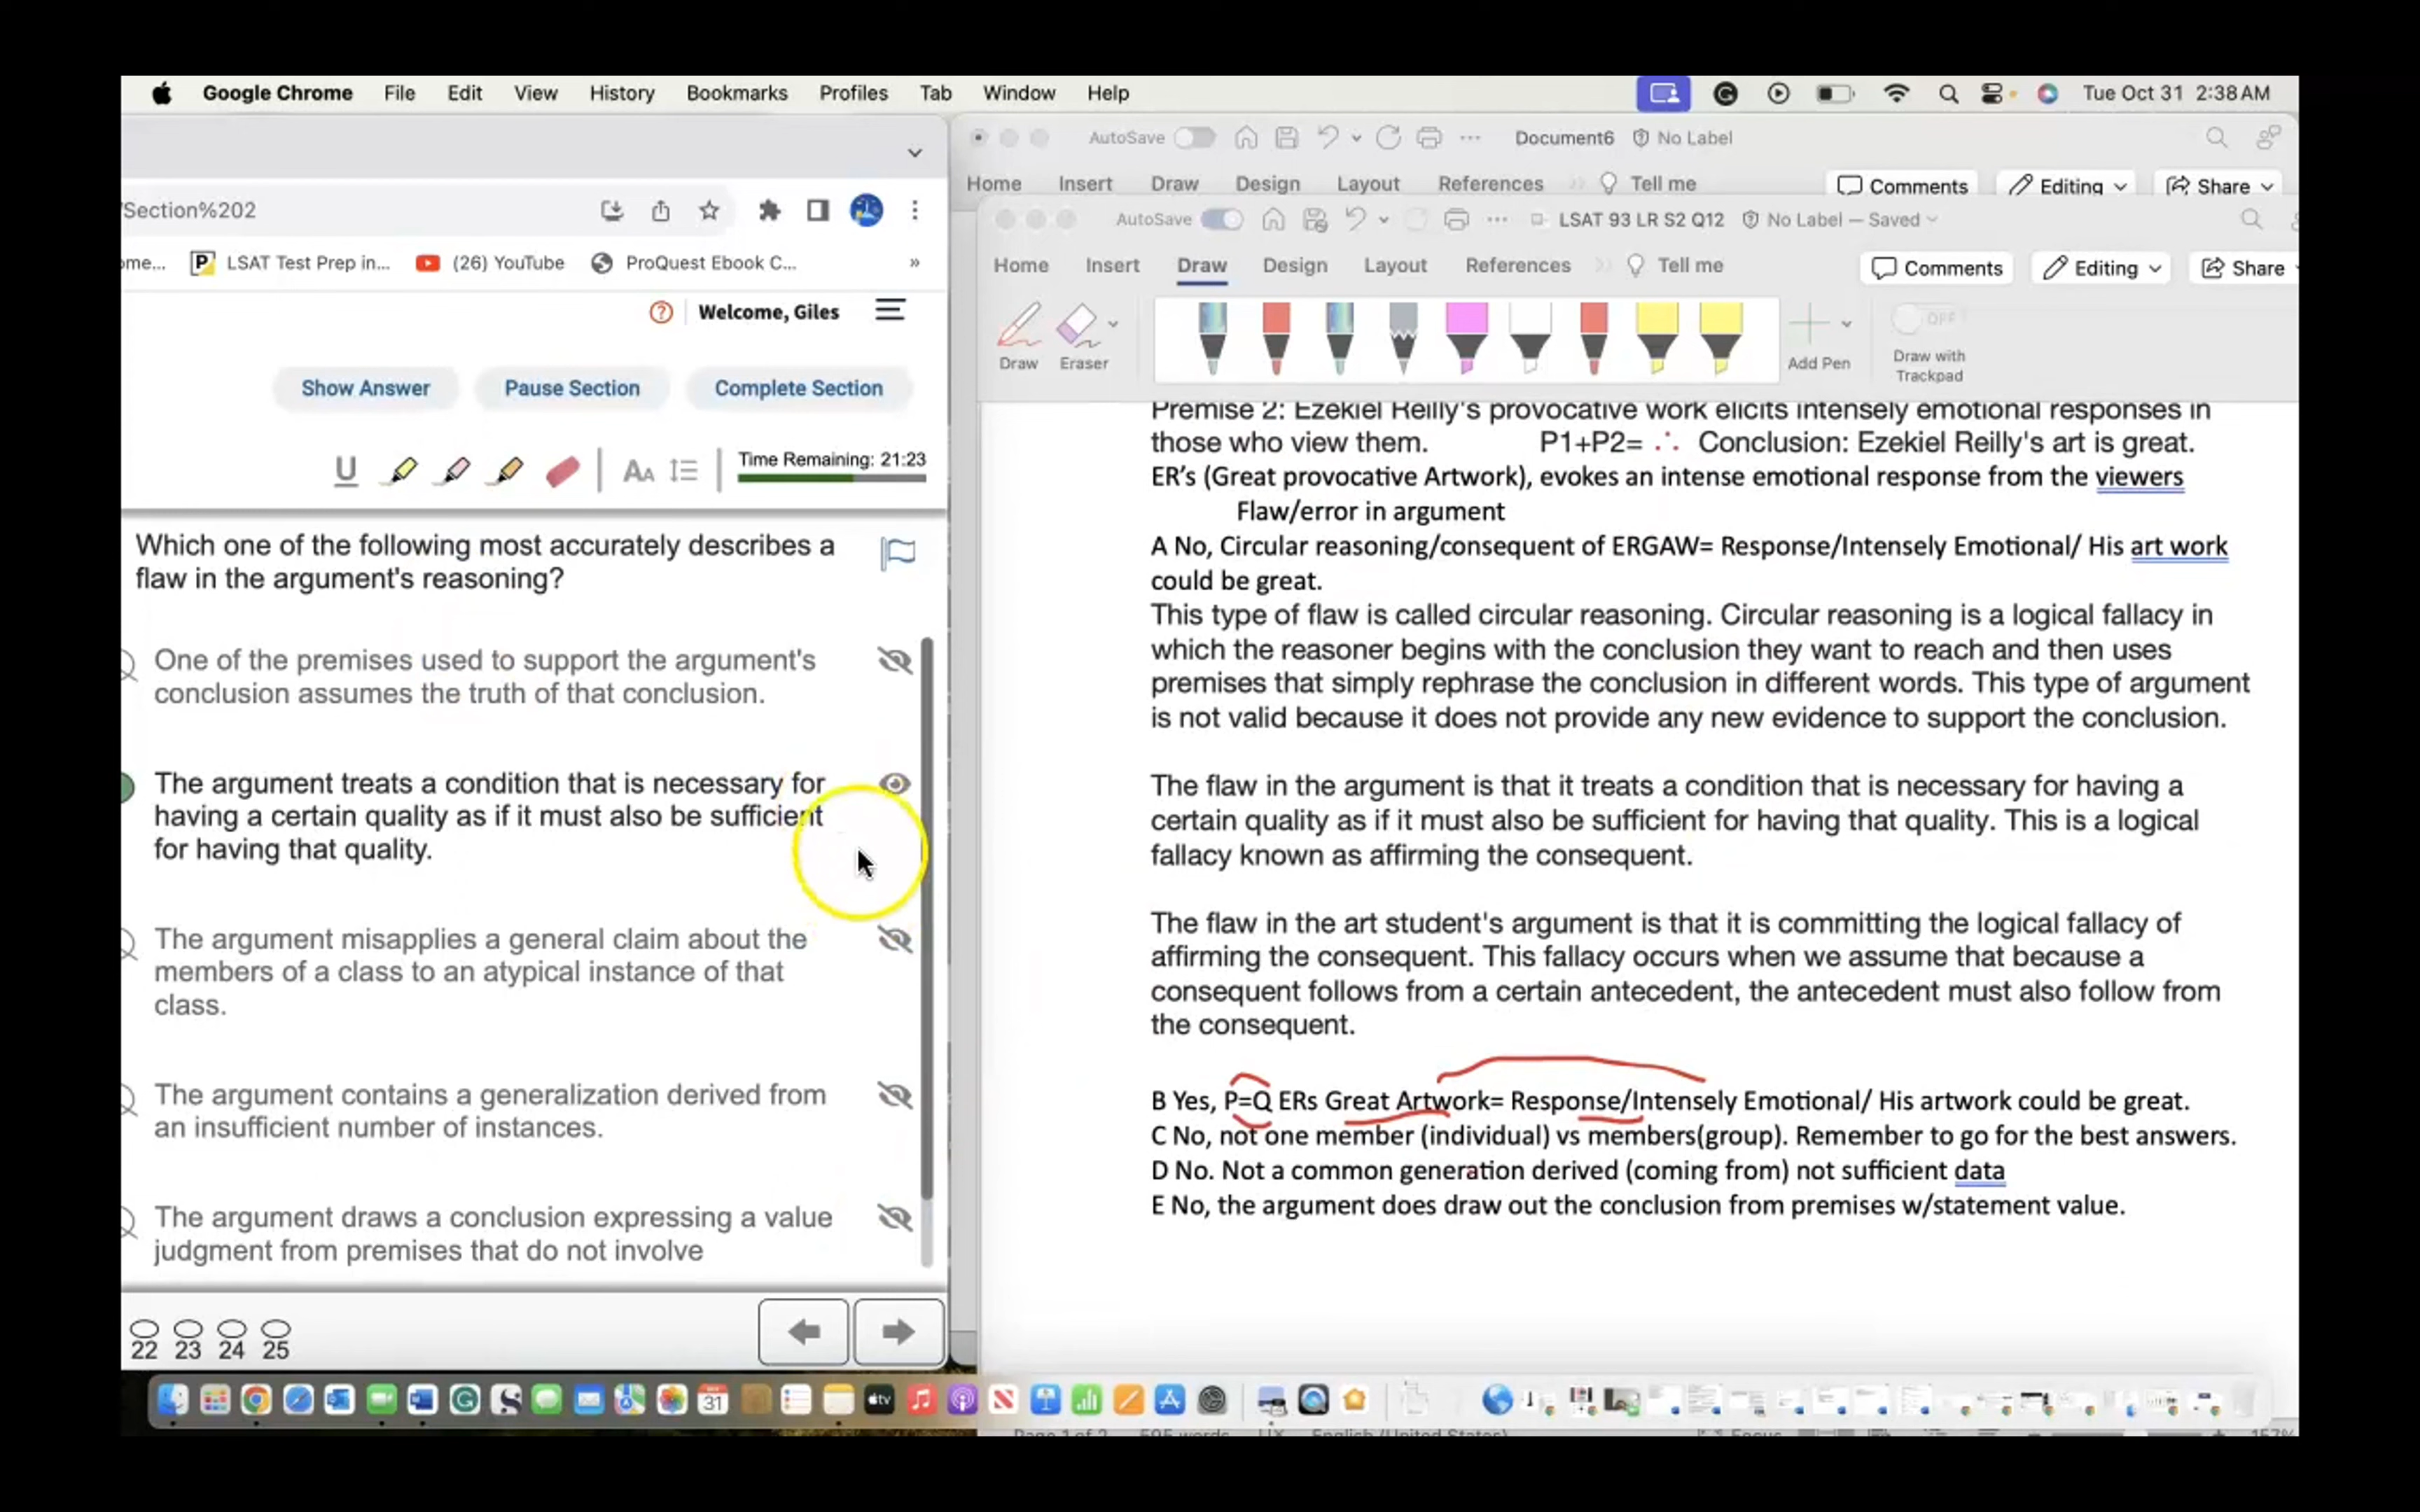 Google Chrome File Edit View History Bookmarks Profiles Tab Window Help Tue Oct 31 2:38 AM
AutoSave Document6 No Label
Home Insert Draw Design Layout References Tell me Comments Editing Share
/Section%202
AutoSave LSAT 93 LR S2 Q12 No Label — Saved
ome... LSAT Test Prep in... (26) YouTube ProQuest Ebook C... »
Home Insert Draw Design Layout References Tell me Comments Editing Share
Welcome, Giles
Show Answer Pause Section Complete Section
Draw Eraser Add Pen OFF Draw with
Trackpad
Time Remaining: 21:23
Which one of the following most accurately describes a
flaw in the argument's reasoning?
One of the premises used to support the argument's
conclusion assumes the truth of that conclusion.
The argument treats a condition that is necessary for
having a certain quality as if it must also be sufficient
for having that quality.
The argument misapplies a general claim about the
members of a class to an atypical instance of that
class.
The argument contains a generalization derived from
an insufficient number of instances.
The argument draws a conclusion expressing a value
judgment from premises that do not involve
22 23 24 25
Premise 2: Ezekiel Reilly's provocative work elicits intensely emotional responses in
those who view them. P1+P2= ∴ Conclusion: Ezekiel Reilly's art is great.
ER’s (Great provocative Artwork), evokes an intense emotional response from the viewers
Flaw/error in argument
A No, Circular reasoning/consequent of ERGAW= Response/Intensely Emotional/ His art work
could be great.
This type of flaw is called circular reasoning. Circular reasoning is a logical fallacy in
which the reasoner begins with the conclusion they want to reach and then uses
premises that simply rephrase the conclusion in different words. This type of argument
is not valid because it does not provide any new evidence to support the conclusion.
The flaw in the argument is that it treats a condition that is necessary for having a
certain quality as if it must also be sufficient for having that quality. This is a logical
fallacy known as affirming the consequent.
The flaw in the art student's argument is that it is committing the logical fallacy of
affirming the consequent. This fallacy occurs when we assume that because a
consequent follows from a certain antecedent, the antecedent must also follow from
the consequent.
B Yes, P=Q ERs Great Artwork= Response/Intensely Emotional/ His artwork could be great.
C No, not one member (individual) vs members(group). Remember to go for the best answers.
D No. Not a common generation derived (coming from) not sufficient data
E No, the argument does draw out the conclusion from premises w/statement value.
31 tv
Page 1 of 2 595 words English (United States) Focus 157%